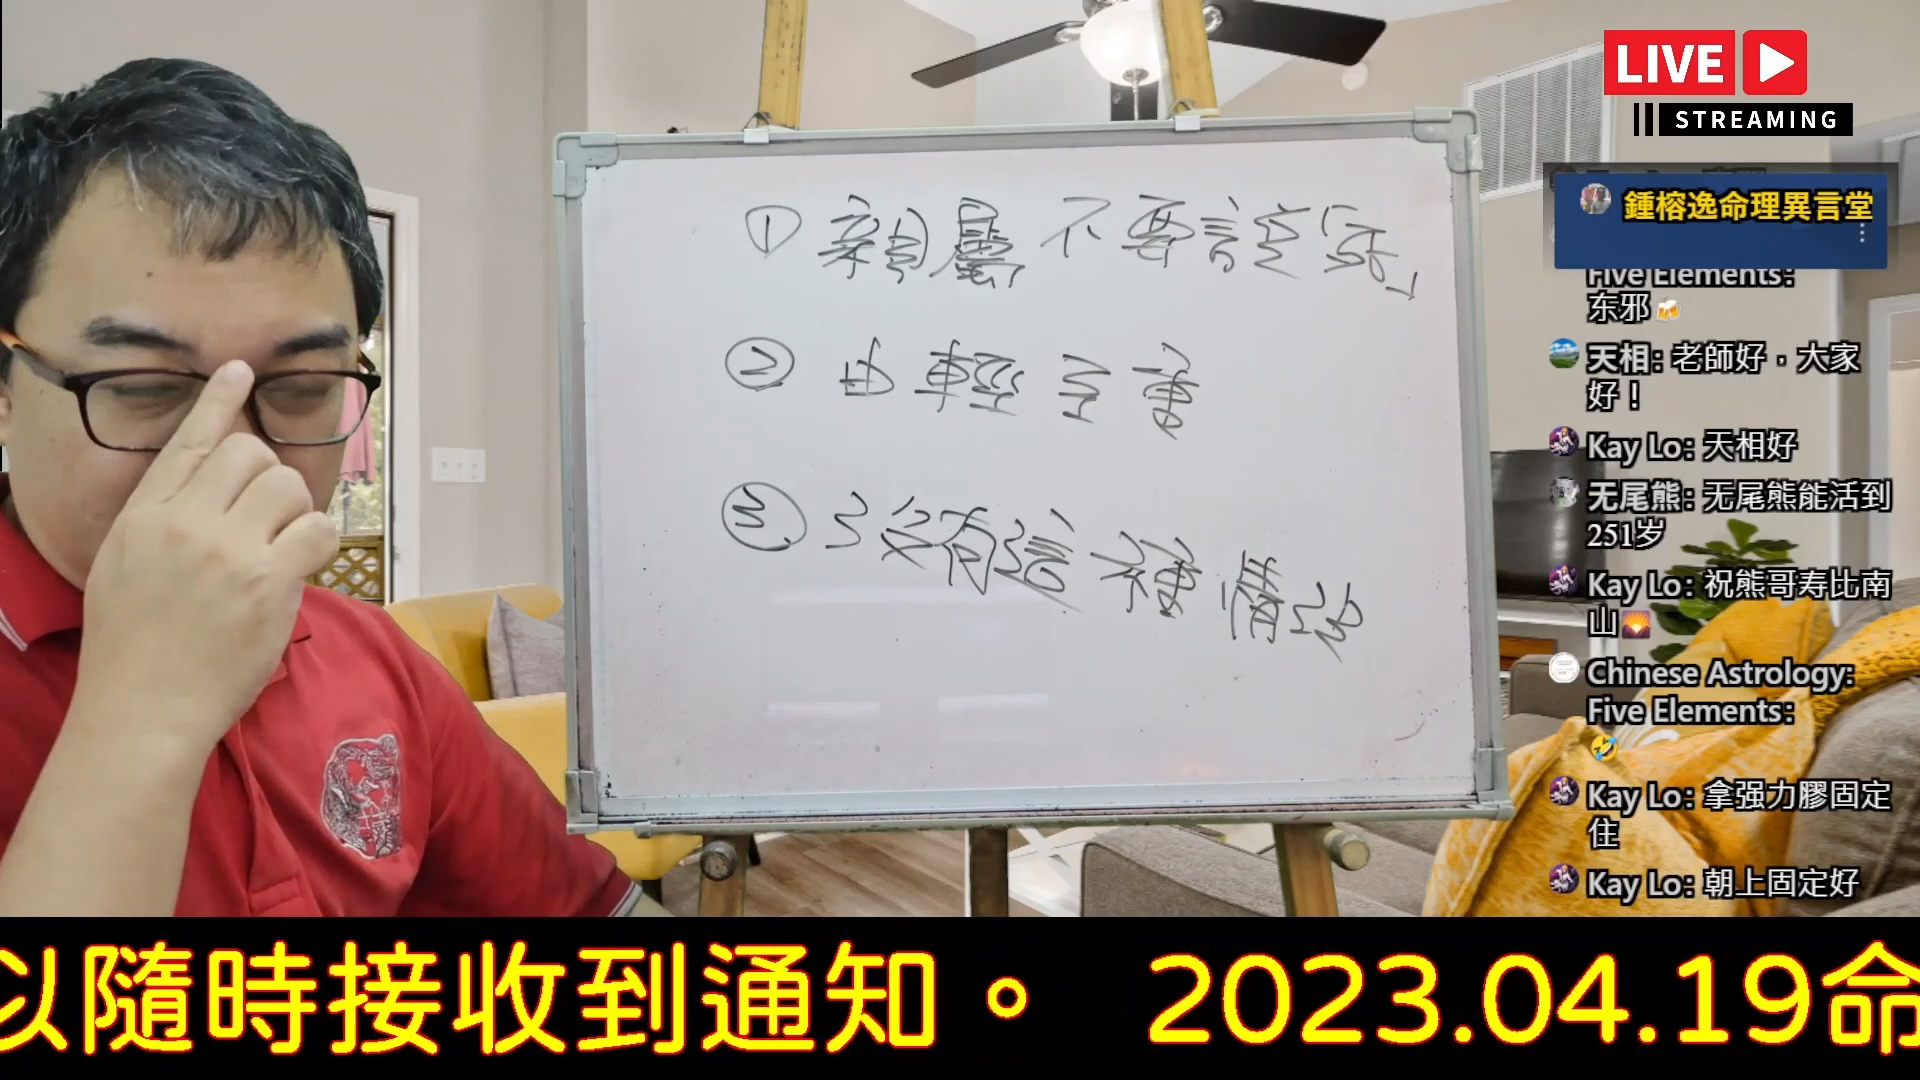 LIVE
STREAMING
鍾榕逸命理異言堂
Five Elements:
东邪🍻
天相: 老師好，大家
好！
Kay Lo: 天相好
无尾熊: 无尾熊能活到
251岁
Kay Lo: 祝熊哥寿比南
山🌄
Chinese Astrology:
Five Elements:
🤣
Kay Lo: 拿强力膠固定
住
Kay Lo: 朝上固定好
① 親屬不要說「死」
② 由輕至重
③ 沒有這種情況
以隨時接收到通知。 2023.04.19命